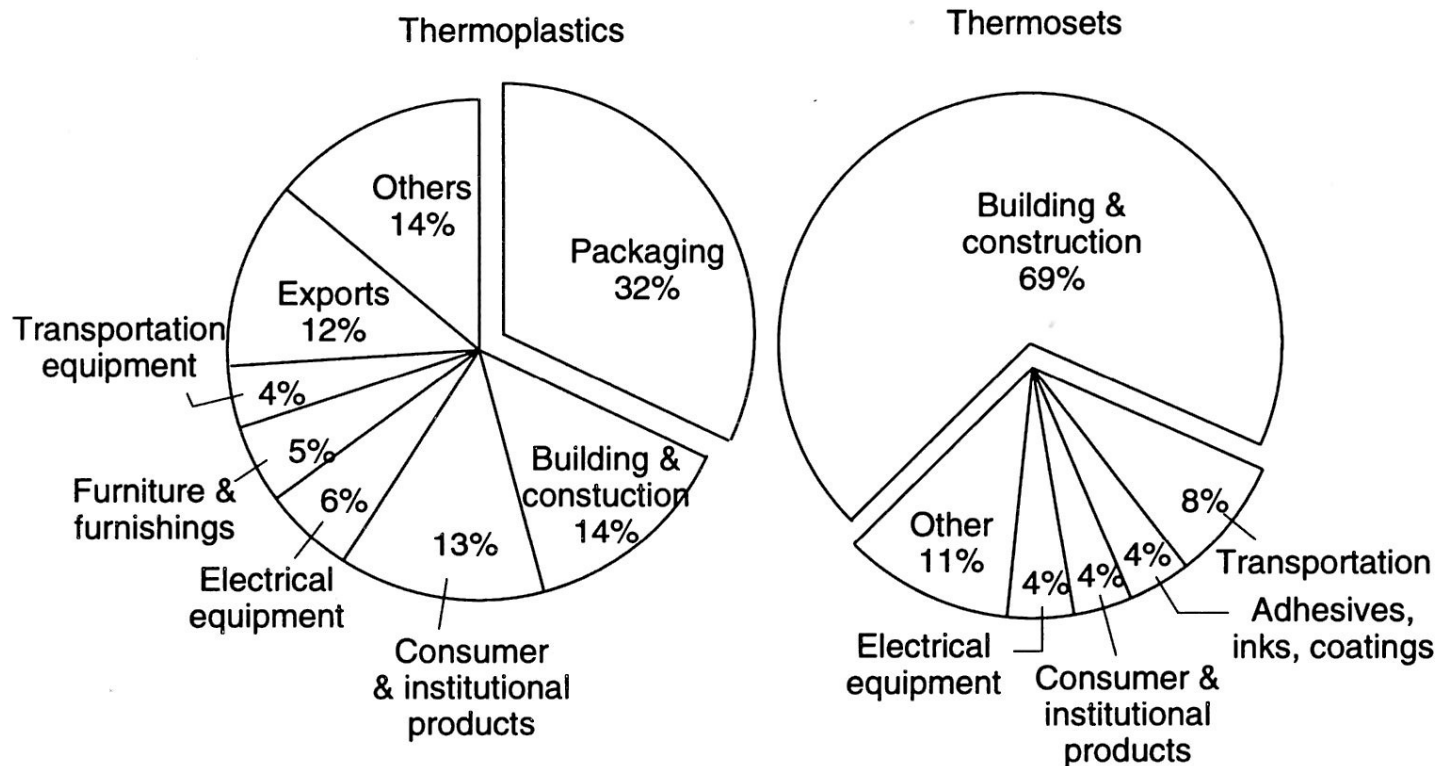 Thermoplastics
Others
14%
Packaging
32%
Exports
12%
Transportation
equipment
4%
5%
Furniture &
furnishings
6%
Electrical
equipment
13%
Consumer
& institutional
products
Building &
constuction
14%
Thermosets
Building &
construction
69%
Other
11%
4%
Electrical
equipment
4%
Consumer &
institutional
products
4%
Adhesives,
inks, coatings
8%
Transportation